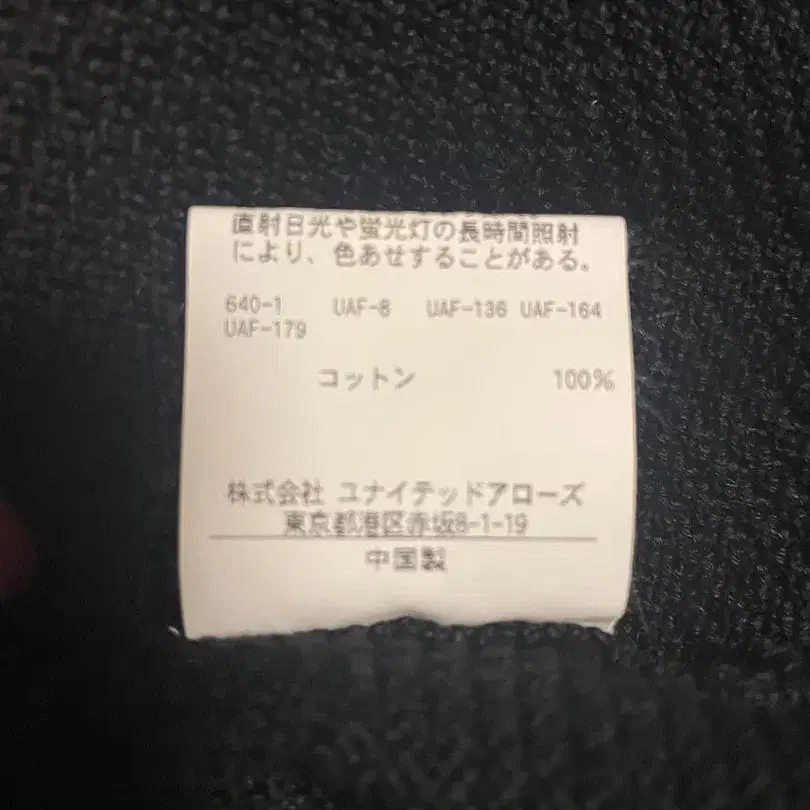 直射日光や蛍光灯の長時間照射
により、色あせすることがある。
640-1 UAF-8 UAF-136 UAF-164
UAF-179
コットン 100%
株式会社 ユナイテッドアローズ
東京都港区赤坂8-1-19
中国製